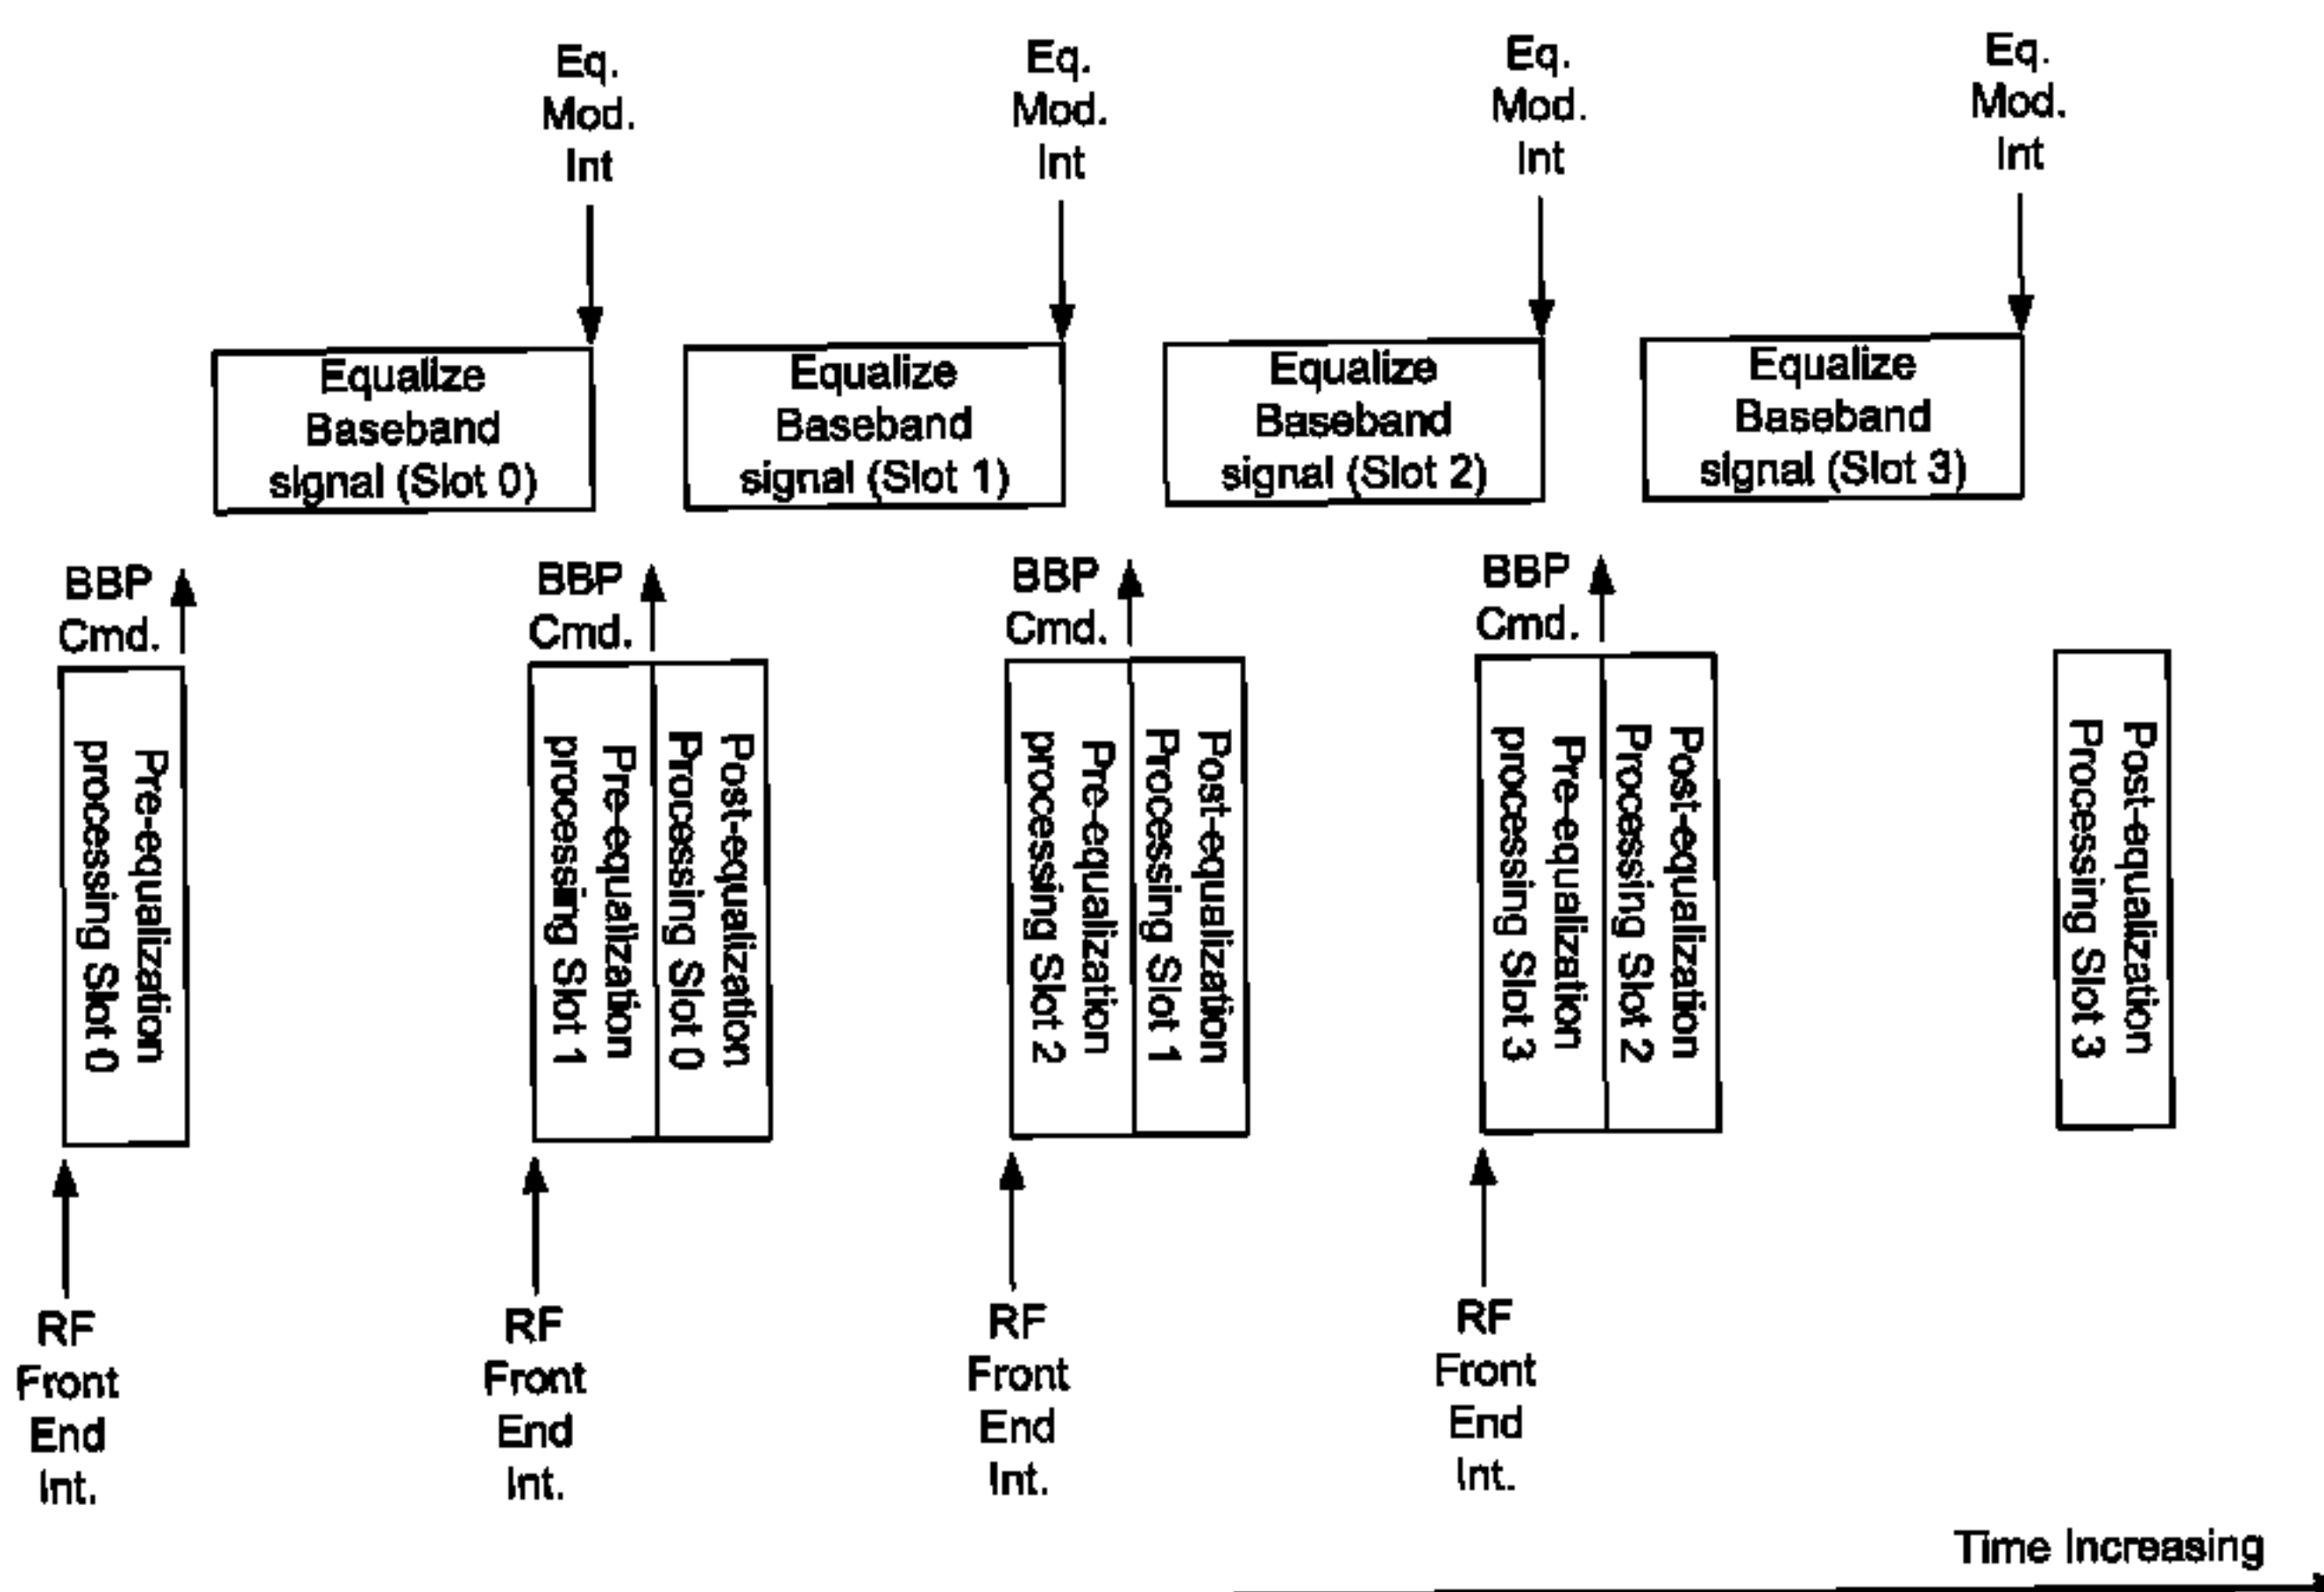 Eq.
Mod.
Int
Eq.
Mod.
Int
Eq.
Mod.
Int
Eq.
Mod.
Int
Equalize
Baseband
signal (Slot 0)
Equalize
Baseband
signal (Slot 1)
Equalize
Baseband
signal (Slot 2)
Equalize
Baseband
signal (Slot 3)
BBP
Cmd.
BBP
Cmd.
BBP
Cmd.
BBP
Cmd.
Pre-equalization
processing Slot 0
Pre-equalization
processing Slot 1
Post-equalization
Processing Slot 0
Pre-equalization
processing Slot 2
Post-equalization
Processing Slot 1
Pre-equalization
processing Slot 3
Post-equalization
Processing Slot 2
Post-equalization
Processing Slot 3
RF
Front
End
Int.
RF
Front
End
Int.
RF
Front
End
Int.
RF
Front
End
Int.
Time Increasing